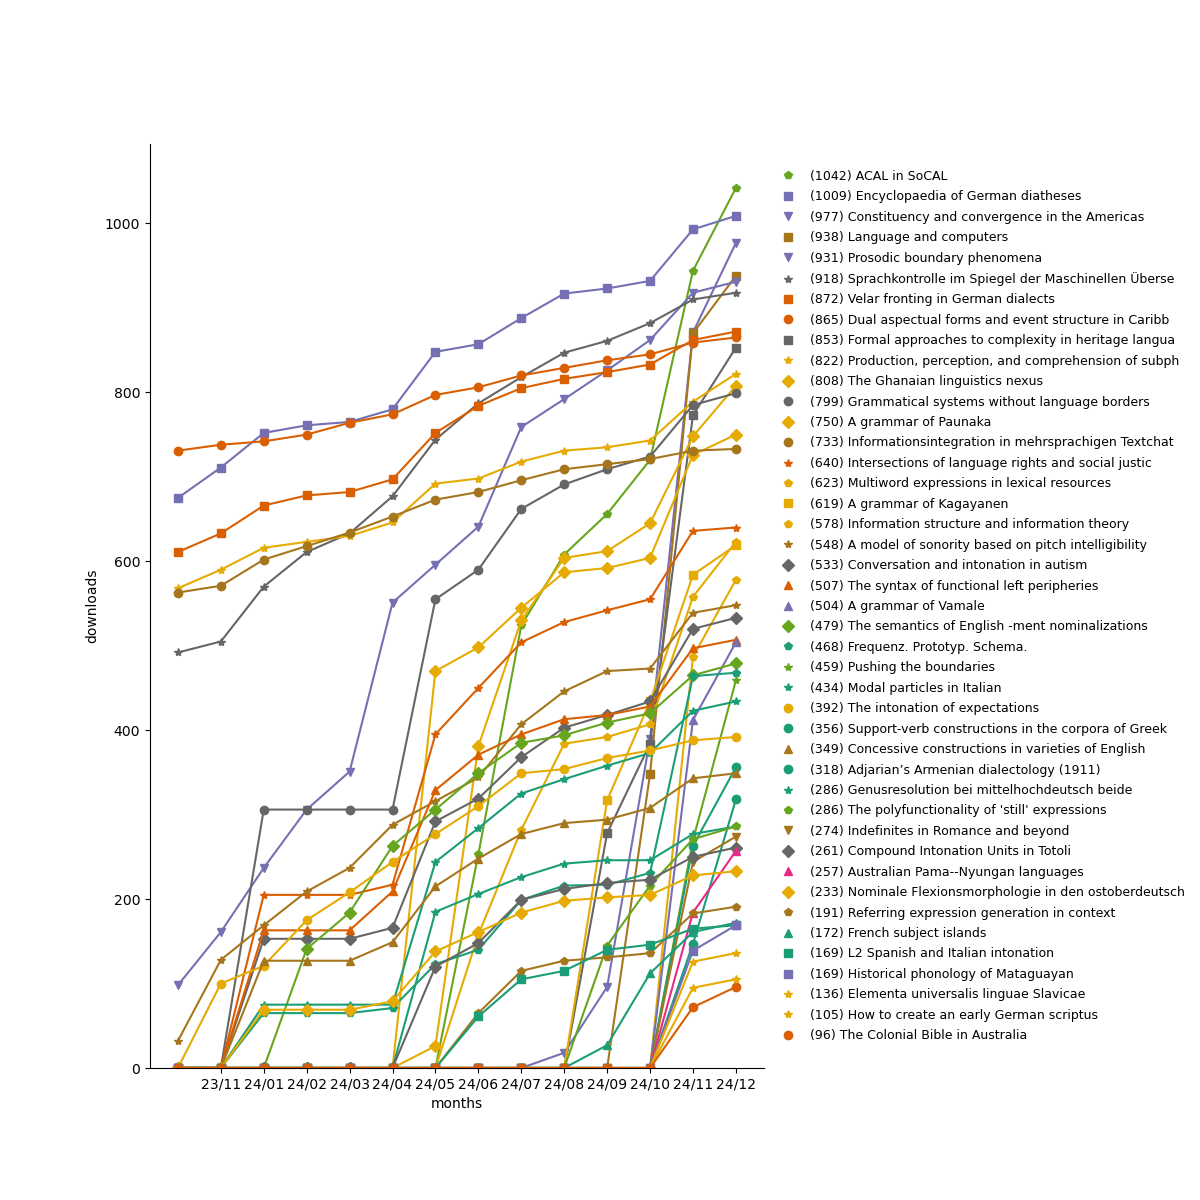 1000
800
600
400
200
0
downloads
23/11 24/01 24/02 24/03 24/04 24/05 24/06 24/07 24/08 24/09 24/10 24/11 24/12
months
(1042) ACAL in SoCAL
(1009) Encyclopaedia of German diatheses
(977) Constituency and convergence in the Americas
(938) Language and computers
(931) Prosodic boundary phenomena
(918) Sprachkontrolle im Spiegel der Maschinellen Überse
(872) Velar fronting in German dialects
(865) Dual aspectual forms and event structure in Caribb
(853) Formal approaches to complexity in heritage langua
(822) Production, perception, and comprehension of subph
(808) The Ghanaian linguistics nexus
(799) Grammatical systems without language borders
(750) A grammar of Paunaka
(733) Informationsintegration in mehrsprachigen Textchat
(640) Intersections of language rights and social justic
(623) Multiword expressions in lexical resources
(619) A grammar of Kagayanen
(578) Information structure and information theory
(548) A model of sonority based on pitch intelligibility
(533) Conversation and intonation in autism
(507) The syntax of functional left peripheries
(504) A grammar of Vamale
(479) The semantics of English -ment nominalizations
(468) Frequenz. Prototyp. Schema.
(459) Pushing the boundaries
(434) Modal particles in Italian
(392) The intonation of expectations
(356) Support-verb constructions in the corpora of Greek
(349) Concessive constructions in varieties of English
(318) Adjarian’s Armenian dialectology (1911)
(286) Genusresolution bei mittelhochdeutsch beide
(286) The polyfunctionality of 'still' expressions
(274) Indefinites in Romance and beyond
(261) Compound Intonation Units in Totoli
(257) Australian Pama--Nyungan languages
(233) Nominale Flexionsmorphologie in den ostoberdeutsch
(191) Referring expression generation in context
(172) French subject islands
(169) L2 Spanish and Italian intonation
(169) Historical phonology of Mataguayan
(136) Elementa universalis linguae Slavicae
(105) How to create an early German scriptus
(96) The Colonial Bible in Australia